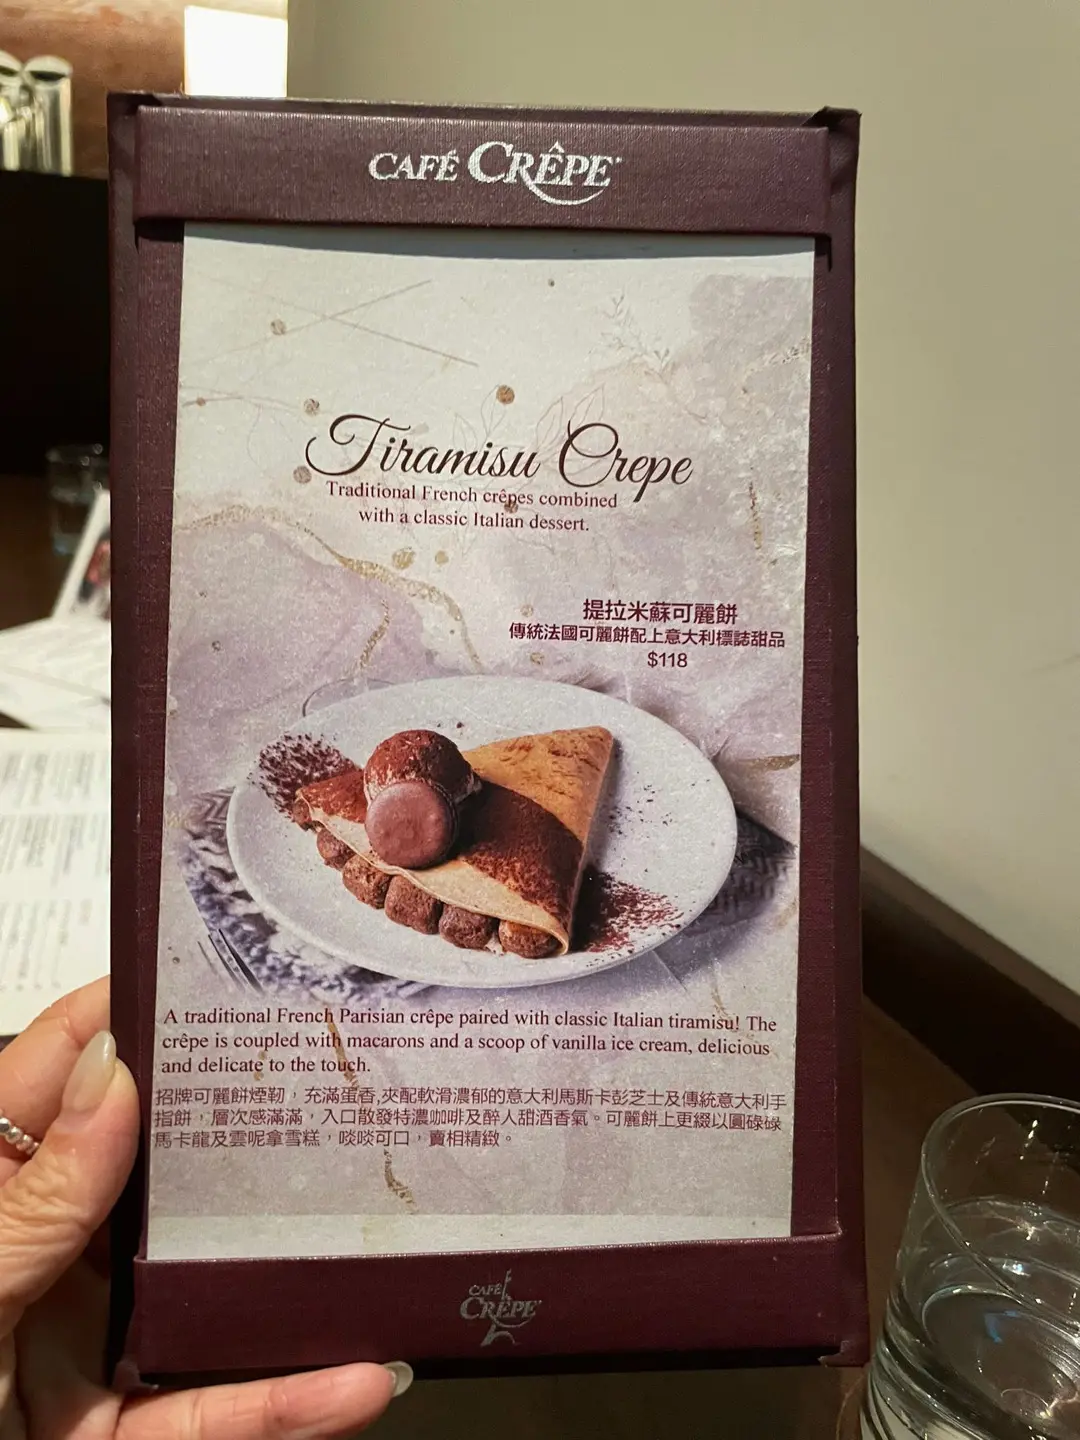 CAFÉ CRÊPE
Tiramisu Crepe
Traditional French crêpes combined
with a classic Italian dessert.
提拉米蘇可麗餅
傳統法國可麗餅配上意大利標誌甜品
$118
A traditional French Parisian crêpe paired with classic Italian tiramisu! The
crêpe is coupled with macarons and a scoop of vanilla ice cream, delicious
and delicate to the touch.
招牌可麗餅煙韌，充滿蛋香,夾配軟滑濃郁的意大利馬斯卡彭芝士及傳統意大利手
指餅，層次感滿滿，入口散發特濃咖啡及醉人甜酒香氣。可麗餅上更綴以圓碌碌
馬卡龍及雲呢拿雪糕，啖啖可口，賣相精緻。
CAFÉ
CRÊPE